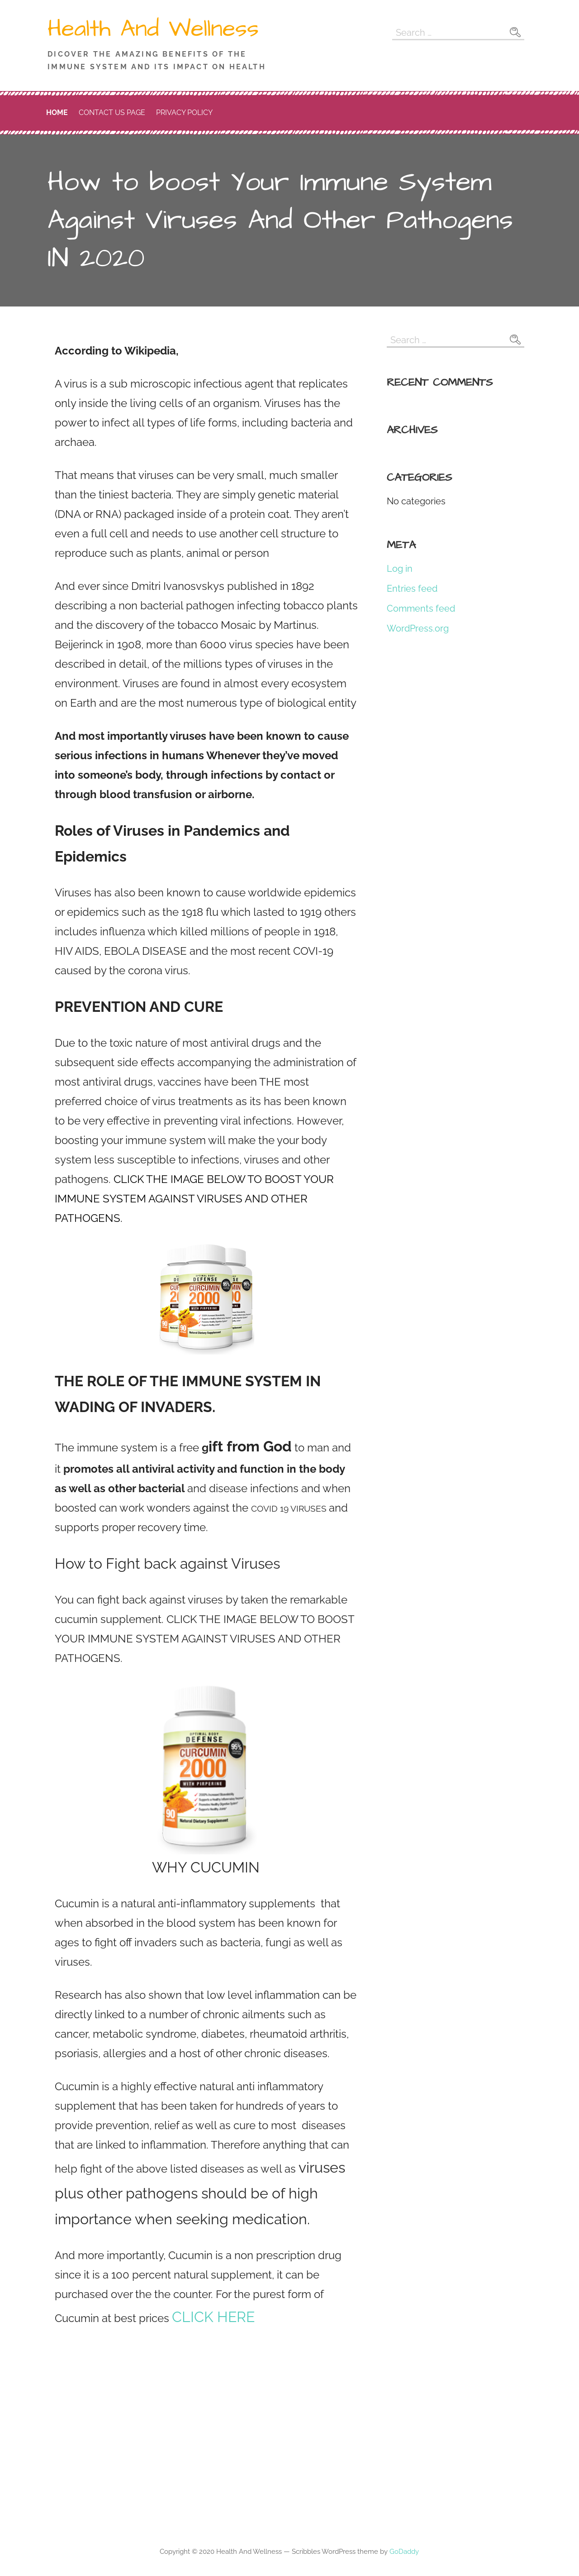 Health And Wellness
DICOVER THE AMAZING BENEFITS OF THE
IMMUNE SYSTEM AND ITS IMPACT ON HEALTH
Search …
HOME CONTACT US PAGE PRIVACY POLICY
How to boost Your Immune System
Against Viruses And Other Pathogens
IN 2020
According to Wikipedia,
A virus is a sub microscopic infectious agent that replicates
only inside the living cells of an organism. Viruses has the
power to infect all types of life forms, including bacteria and
archaea.
That means that viruses can be very small, much smaller
than the tiniest bacteria. They are simply genetic material
(DNA or RNA) packaged inside of a protein coat. They aren't
even a full cell and needs to use another cell structure to
reproduce such as plants, animal or person
And ever since Dmitri Ivanosvskys published in 1892
describing a non bacterial pathogen infecting tobacco plants
and the discovery of the tobacco Mosaic by Martinus.
Beijerinck in 1908, more than 6000 virus species have been
described in detail, of the millions types of viruses in the
environment. Viruses are found in almost every ecosystem
on Earth and are the most numerous type of biological entity
And most importantly viruses have been known to cause
serious infections in humans Whenever they've moved
into someone's body, through infections by contact or
through blood transfusion or airborne.
Roles of Viruses in Pandemics and
Epidemics
Viruses has also been known to cause worldwide epidemics
or epidemics such as the 1918 flu which lasted to 1919 others
includes influenza which killed millions of people in 1918,
HIV AIDS, EBOLA DISEASE and the most recent COVI-19
caused by the corona virus.
PREVENTION AND CURE
Due to the toxic nature of most antiviral drugs and the
subsequent side effects accompanying the administration of
most antiviral drugs, vaccines have been THE most
preferred choice of virus treatments as its has been known
to be very effective in preventing viral infections. However,
boosting your immune system will make the your body
system less susceptible to infections, viruses and other
pathogens. CLICK THE IMAGE BELOW TO BOOST YOUR
IMMUNE SYSTEM AGAINST VIRUSES AND OTHER
PATHOGENS.
DEFENSE
CURCUMIN
2000
WITH PIPERINE
THE ROLE OF THE IMMUNE SYSTEM IN
WADING OF INVADERS.
The immune system is a free gift from God to man and
it promotes all antiviral activity and function in the body
as well as other bacterial and disease infections and when
boosted can work wonders against the COVID 19 VIRUSES and
supports proper recovery time.
How to Fight back against Viruses
You can fight back against viruses by taken the remarkable
cucumin supplement. CLICK THE IMAGE BELOW TO BOOST
YOUR IMMUNE SYSTEM AGAINST VIRUSES AND OTHER
PATHOGENS.
OPTIMAL BODY
DEFENSE
CURCUMIN
2000
WITH PIPERINE
95%
90
Natural Dietary Supplement
WHY CUCUMIN
Cucumin is a natural anti-inflammatory supplements that
when absorbed in the blood system has been known for
ages to fight off invaders such as bacteria, fungi as well as
viruses.
Research has also shown that low level inflammation can be
directly linked to a number of chronic ailments such as
cancer, metabolic syndrome, diabetes, rheumatoid arthritis,
psoriasis, allergies and a host of other chronic diseases.
Cucumin is a highly effective natural anti inflammatory
supplement that has been taken for hundreds of years to
provide prevention, relief as well as cure to most diseases
that are linked to inflammation. Therefore anything that can
help fight of the above listed diseases as well as viruses
plus other pathogens should be of high
importance when seeking medication.
And more importantly, Cucumin is a non prescription drug
since it is a 100 percent natural supplement, it can be
purchased over the the counter. For the purest form of
Cucumin at best prices CLICK HERE
Search …
RECENT COMMENTS
ARCHIVES
CATEGORIES
No categories
META
Log in
Entries feed
Comments feed
WordPress.org
Copyright © 2020 Health And Wellness — Scribbles WordPress theme by GoDaddy